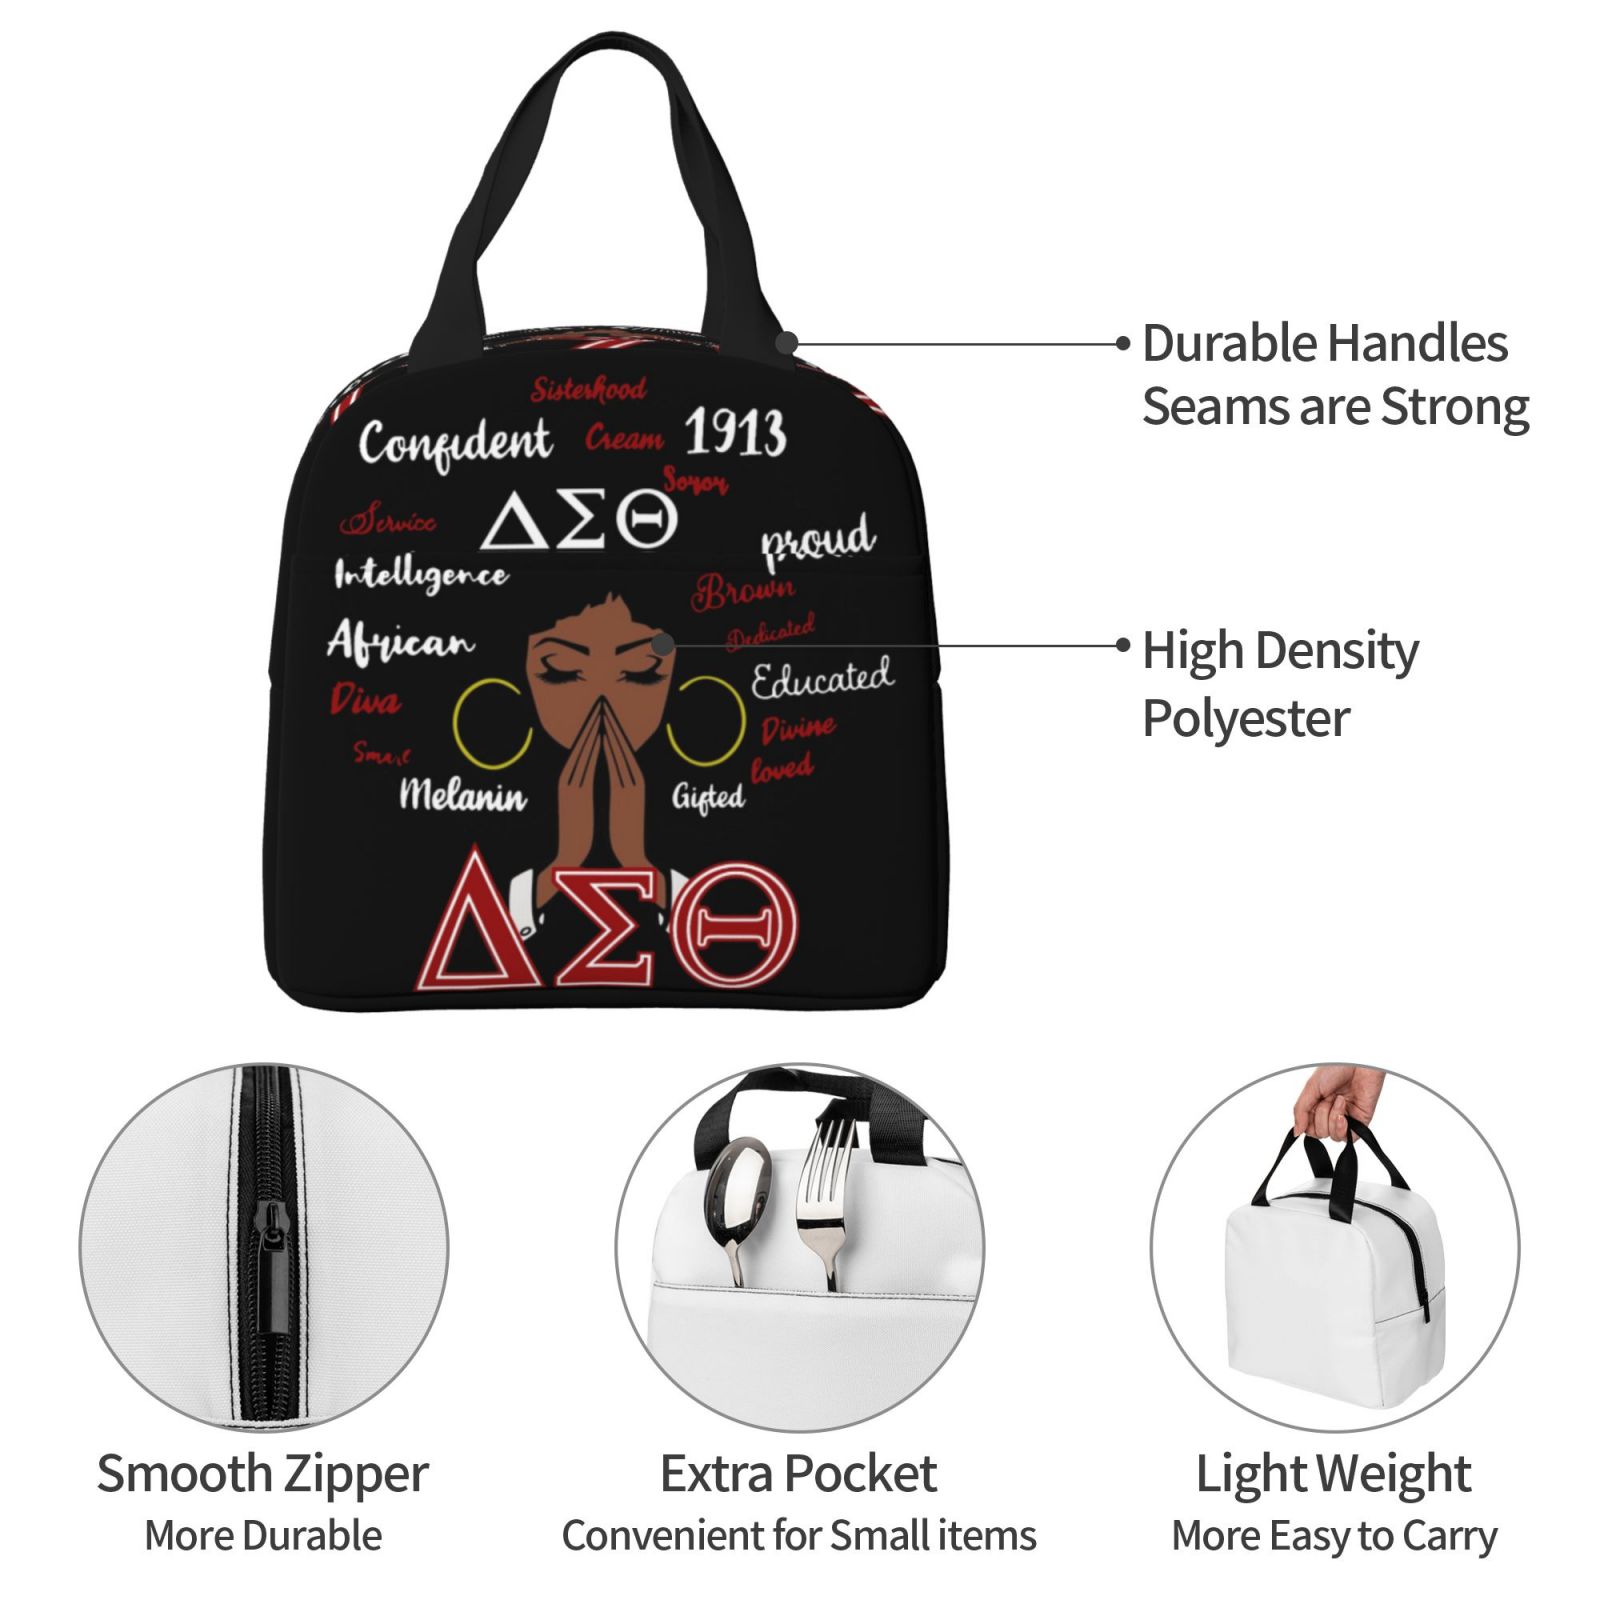 Sisterhood
Confident Cream 1913
Soror
Service ΔΣΘ proud
Intelligence Brown
African Dedicated
Educated
Diva Divine
loved
Melanin Gifted
ΔΣΘ
Durable Handles
Seams are Strong
High Density
Polyester
Smooth Zipper
More Durable
Extra Pocket
Convenient for Small items
Light Weight
More Easy to Carry